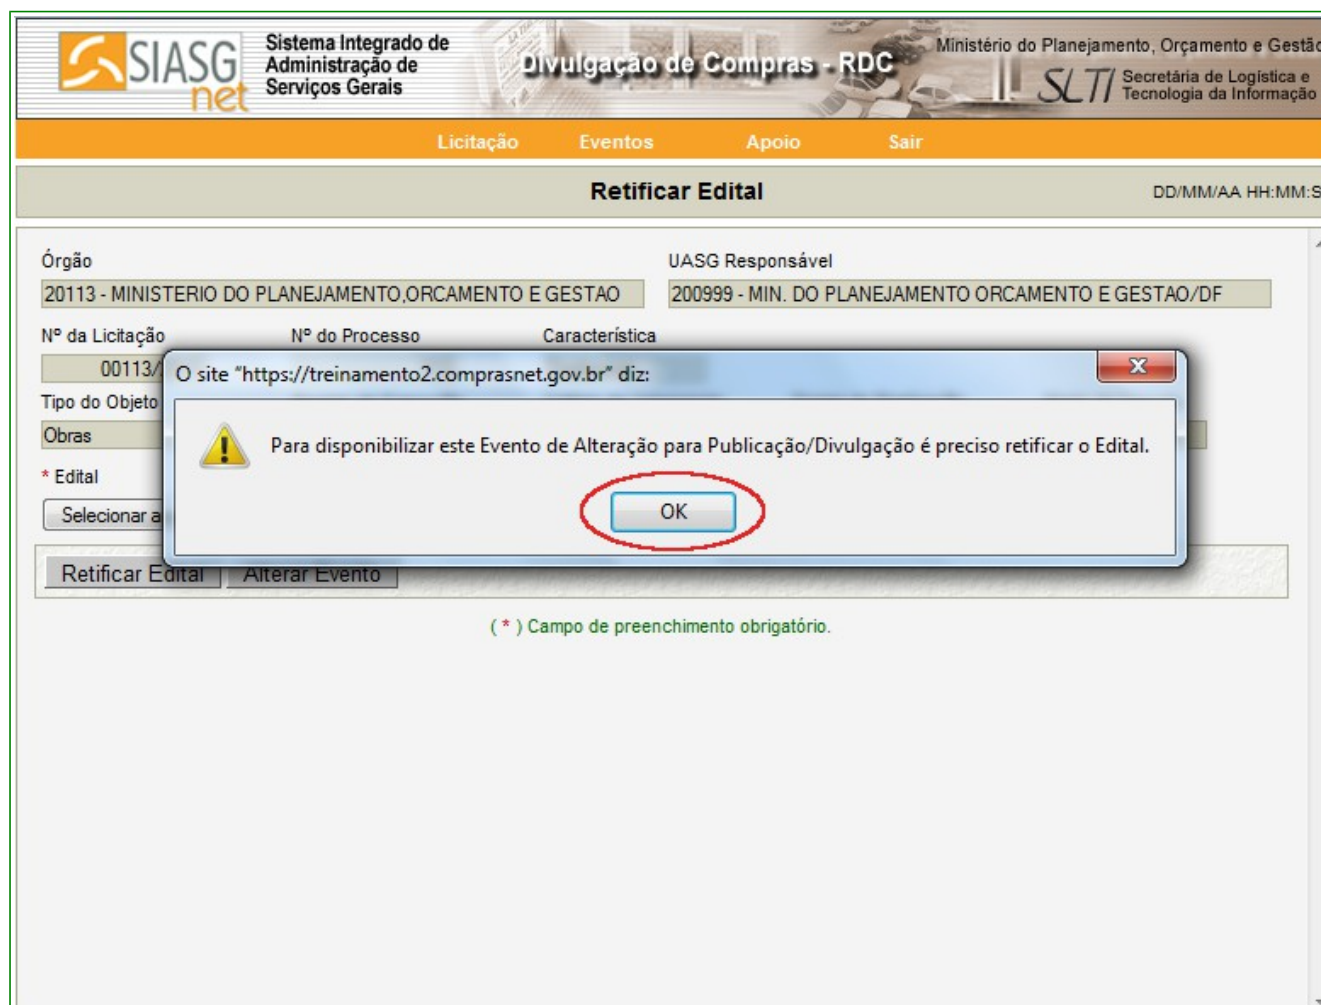 SIASG
net
Sistema Integrado de
Administração de
Serviços Gerais
Divulgação de Compras - RDC
Ministério do Planejamento, Orçamento e Gestão
SLTI
Secretária de Logística e
Tecnologia da Informação
Licitação Eventos Apoio Sair
Retificar Edital
DD/MM/AA HH:MM:S
Órgão UASG Responsável
20113 - MINISTERIO DO PLANEJAMENTO,ORCAMENTO E GESTAO 200999 - MIN. DO PLANEJAMENTO ORCAMENTO E GESTAO/DF
Nº da Licitação Nº do Processo Característica
00113/
O site "https://treinamento2.comprasnet.gov.br" diz:
Tipo do Objeto
Obras
Para disponibilizar este Evento de Alteração para Publicação/Divulgação é preciso retificar o Edital.
* Edital
Selecionar a
OK
Retificar Edital Alterar Evento
( * ) Campo de preenchimento obrigatório.